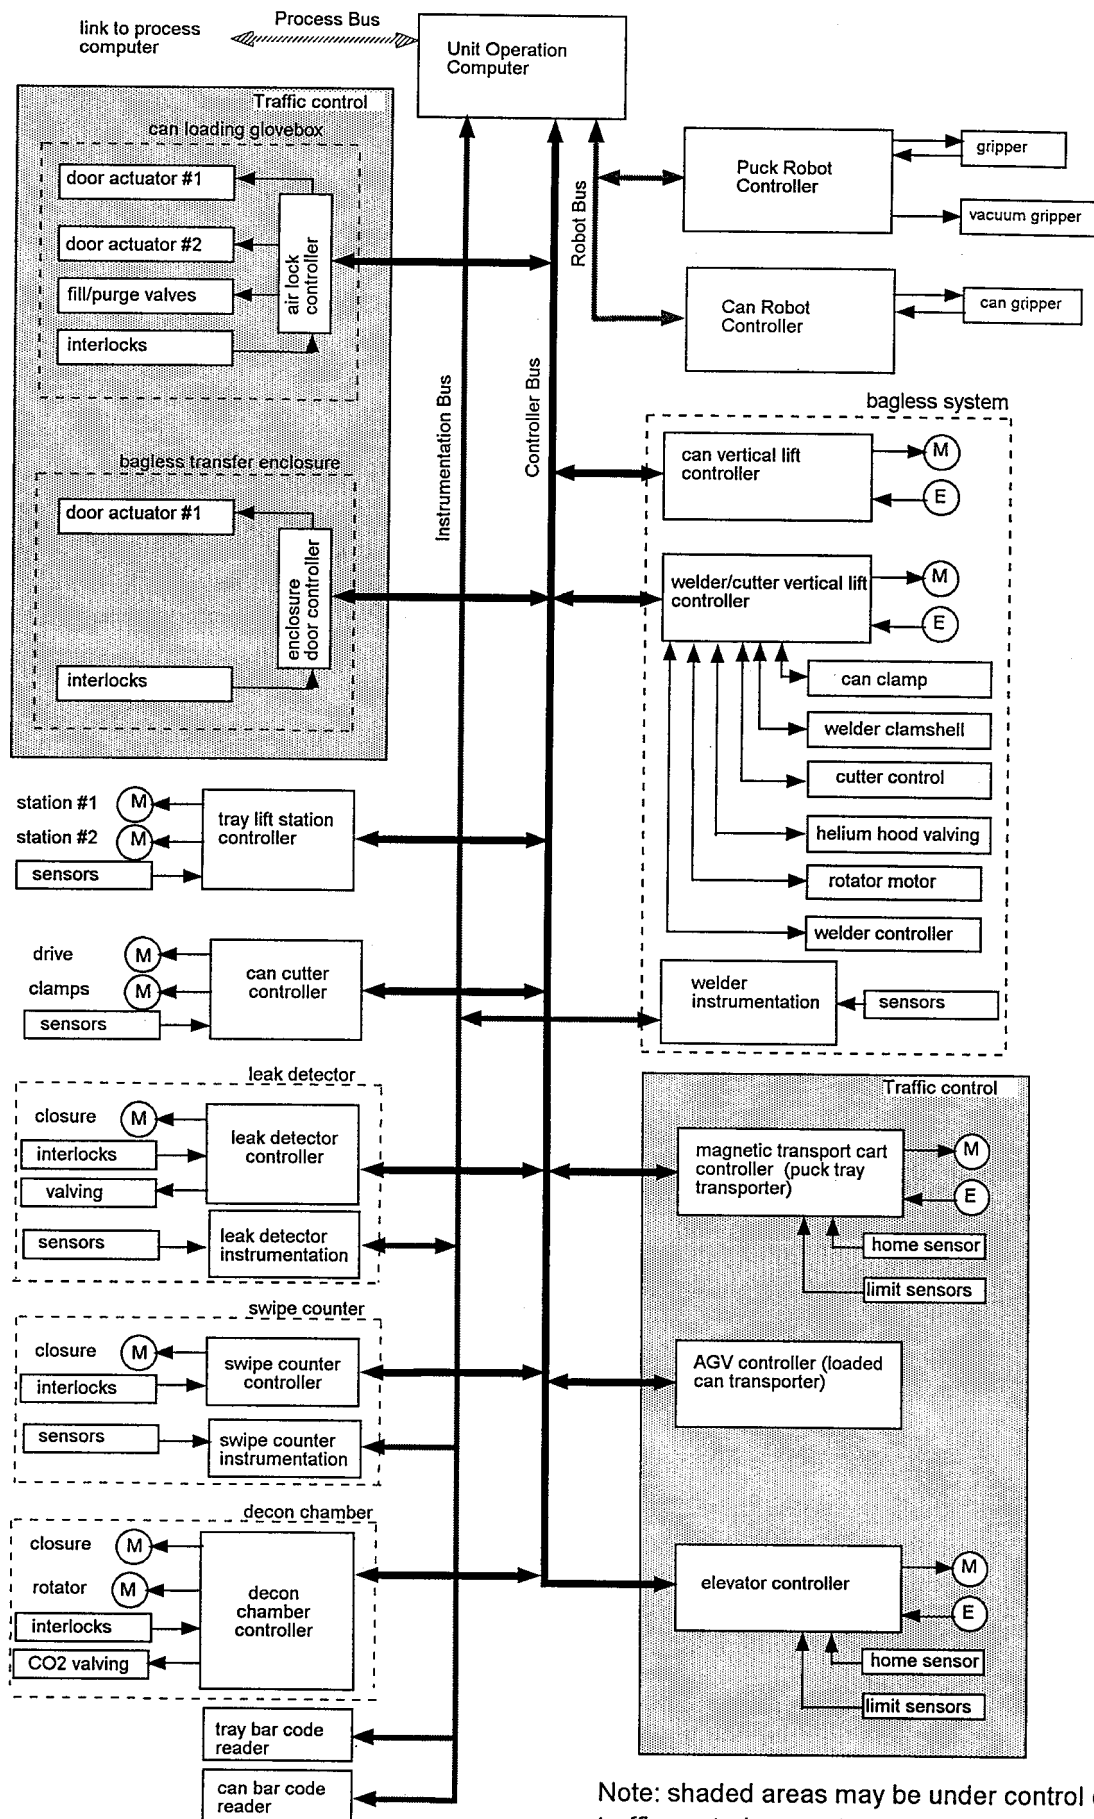 Process Bus
link to process
computer
Unit Operation
Computer
Traffic control
can loading glovebox
door actuator #1
door actuator #2
fill/purge valves
interlocks
air lock
controller
bagless transfer enclosure
door actuator #1
enclosure
door controller
interlocks
Instrumentation Bus
Controller Bus
Robot Bus
Puck Robot
Controller
gripper
vacuum gripper
Can Robot
Controller
can gripper
bagless system
can vertical lift
controller
M
E
welder/cutter vertical lift
controller
M
E
can clamp
welder clamshell
cutter control
helium hood valving
rotator motor
welder controller
welder
instrumentation
sensors
station #1
M
station #2
M
sensors
tray lift station
controller
drive
M
clamps
M
sensors
can cutter
controller
leak detector
closure
M
interlocks
valving
leak detector
controller
sensors
leak detector
instrumentation
swipe counter
closure
M
interlocks
swipe counter
controller
sensors
swipe counter
instrumentation
decon chamber
closure
M
rotator
M
interlocks
CO2 valving
decon
chamber
controller
tray bar code
reader
can bar code
reader
Traffic control
magnetic transport cart
controller (puck tray
transporter)
M
E
home sensor
limit sensors
AGV controller (loaded
can transporter)
elevator controller
M
E
home sensor
limit sensors
Note: shaded areas may be under control